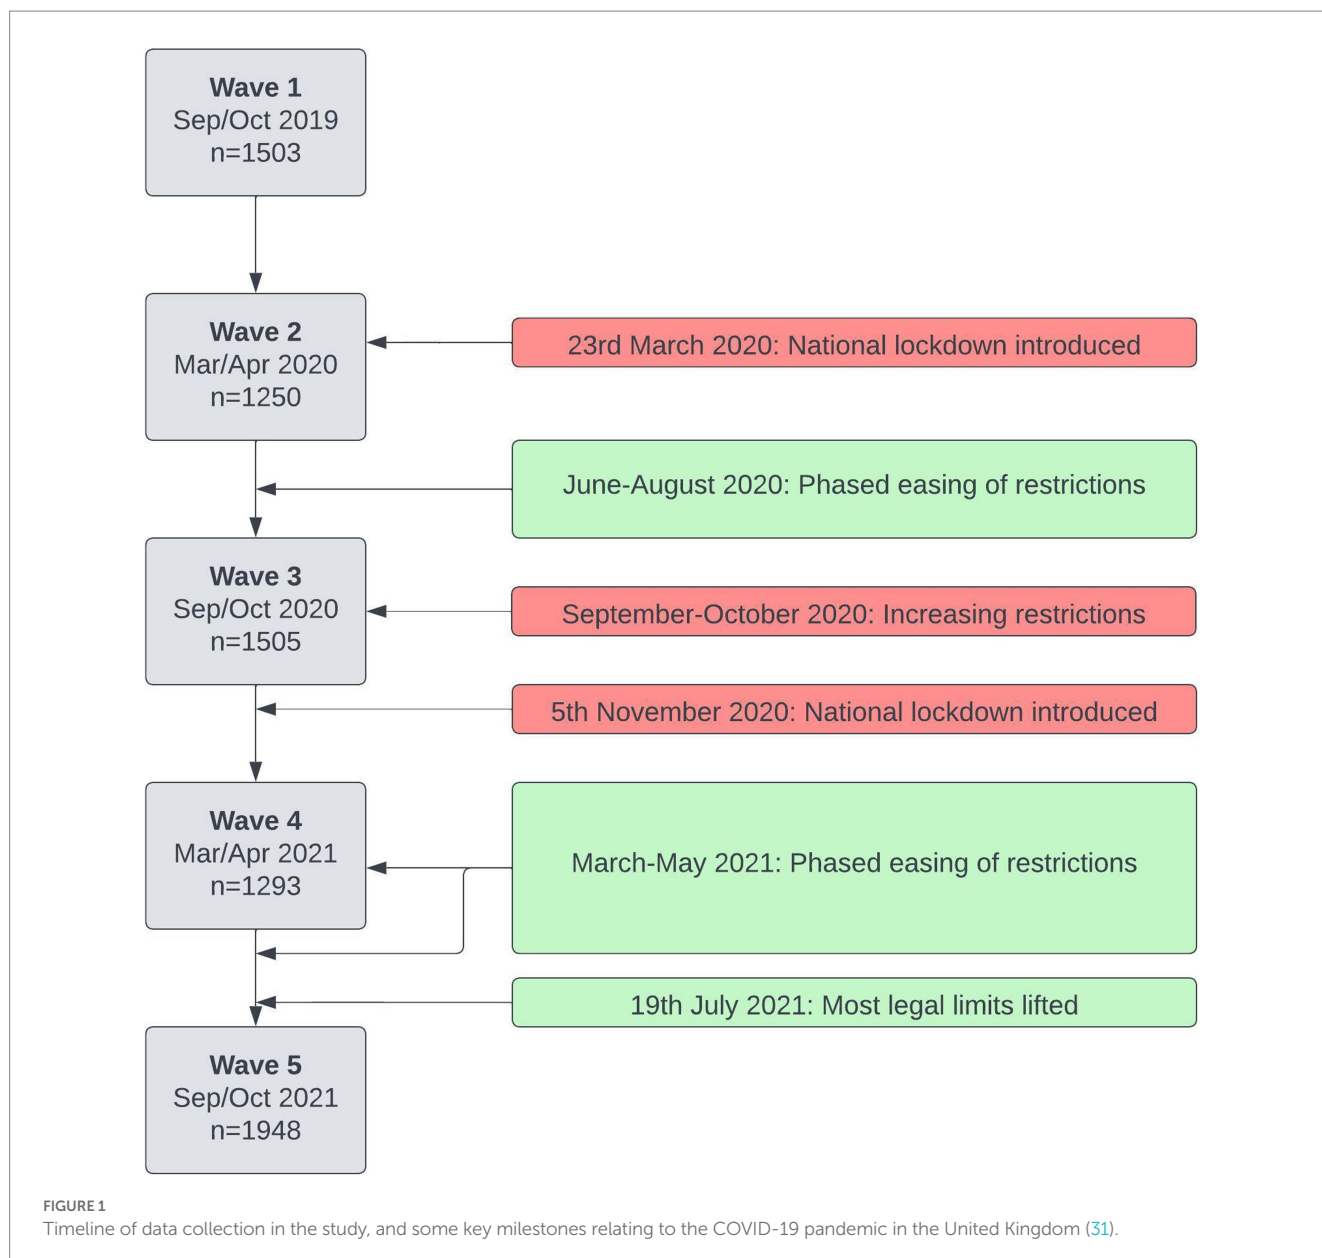 Wave 1
Sep/Oct 2019
n=1503
Wave 2
Mar/Apr 2020
n=1250
23rd March 2020: National lockdown introduced
June-August 2020: Phased easing of restrictions
Wave 3
Sep/Oct 2020
n=1505
September-October 2020: Increasing restrictions
5th November 2020: National lockdown introduced
Wave 4
Mar/Apr 2021
n=1293
March-May 2021: Phased easing of restrictions
19th July 2021: Most legal limits lifted
Wave 5
Sep/Oct 2021
n=1948
FIGURE 1
Timeline of data collection in the study, and some key milestones relating to the COVID-19 pandemic in the United Kingdom (31).